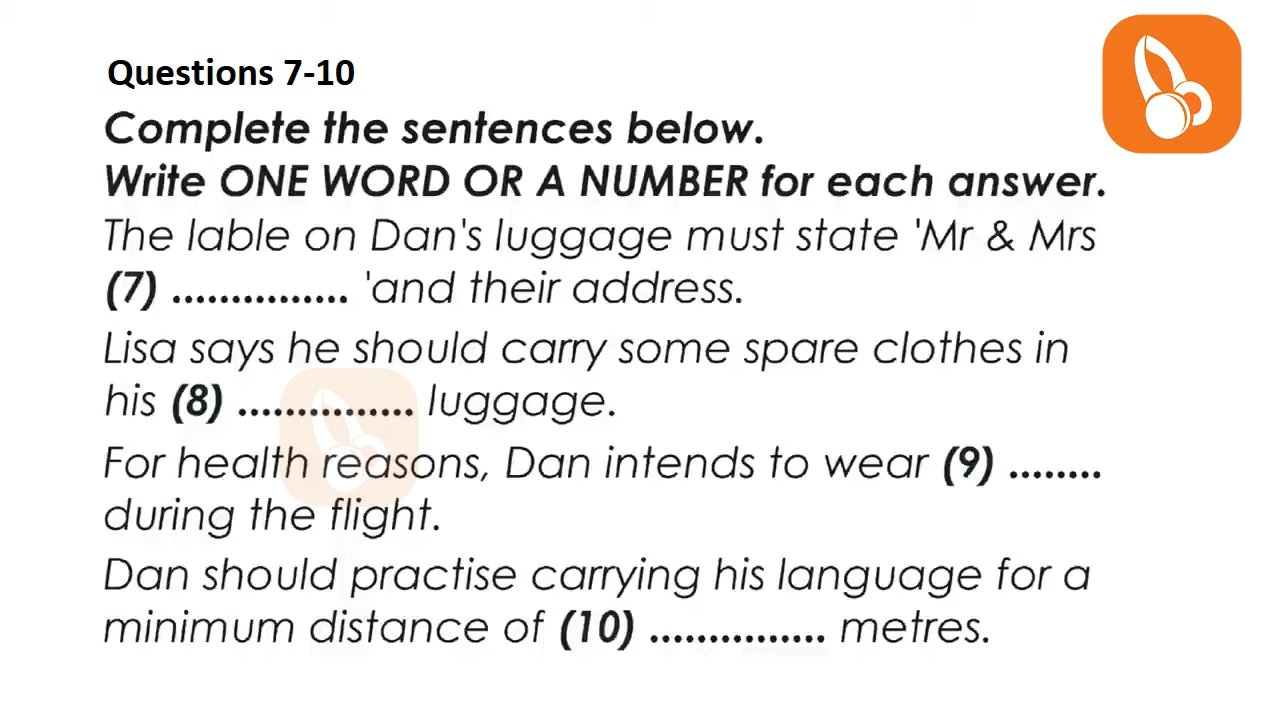 Questions 7-10
Complete the sentences below.
Write ONE WORD OR A NUMBER for each answer.
The lable on Dan's luggage must state 'Mr & Mrs
(7) ............... 'and their address.
Lisa says he should carry some spare clothes in
his (8) ............... luggage.
For health reasons, Dan intends to wear (9) ........
during the flight.
Dan should practise carrying his language for a
minimum distance of (10) ............... metres.